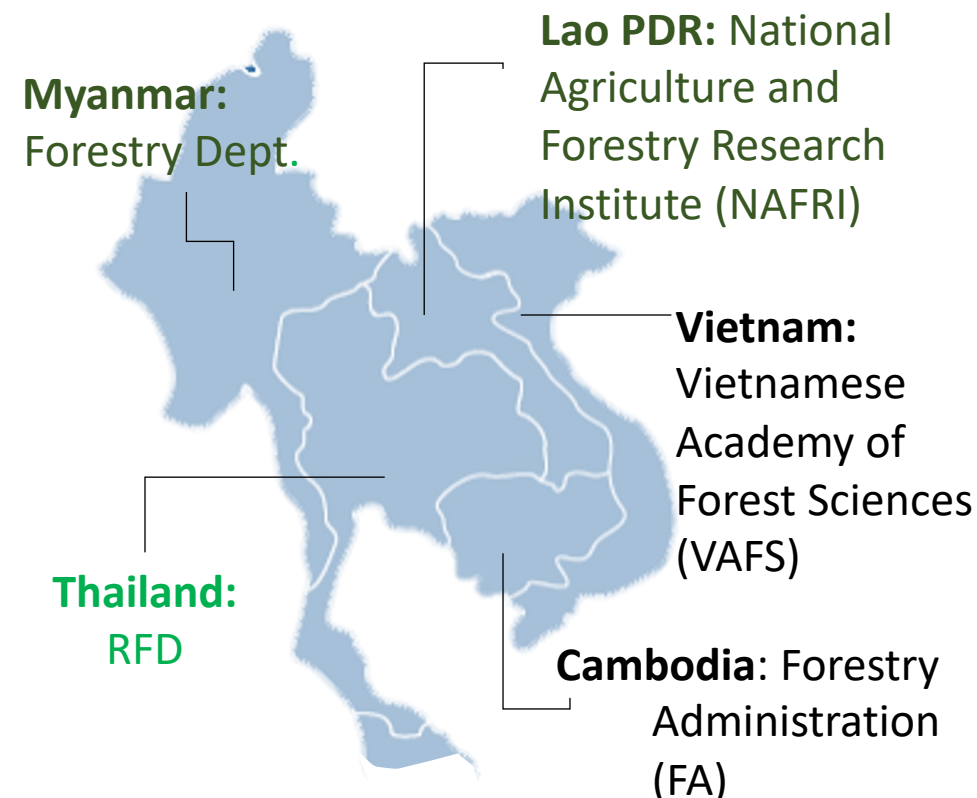 Myanmar:
Forestry Dept.
Lao PDR: National
Agriculture and
Forestry Research
Institute (NAFRI)
Vietnam:
Vietnamese
Academy of
Forest Sciences
(VAFS)
Thailand:
RFD
Cambodia: Forestry
Administration
(FA)